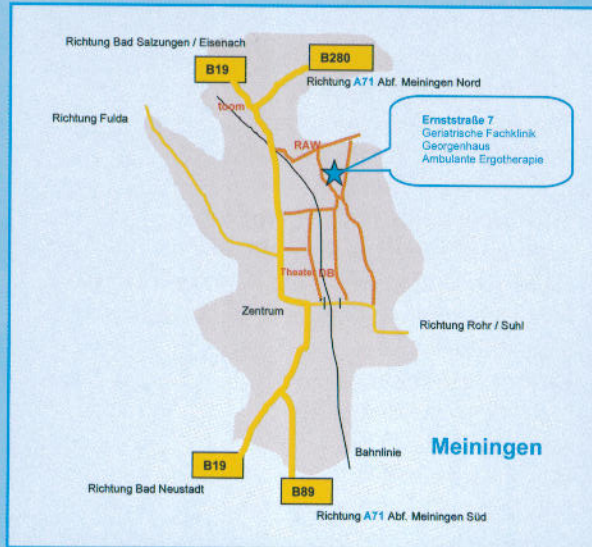 Richtung Bad Salzungen / Eisenach
B19
B280
Richtung A71 Abf. Meiningen Nord
toom
Richtung Fulda
Ernststraße 7
Geriatrische Fachklinik
Georgenhaus
Ambulante Ergotherapie
RAW
Theater
DB
Zentrum
Richtung Rohr / Suhl
Meiningen
Bahnlinie
B19
Richtung Bad Neustadt
B89
Richtung A71 Abf. Meiningen Süd